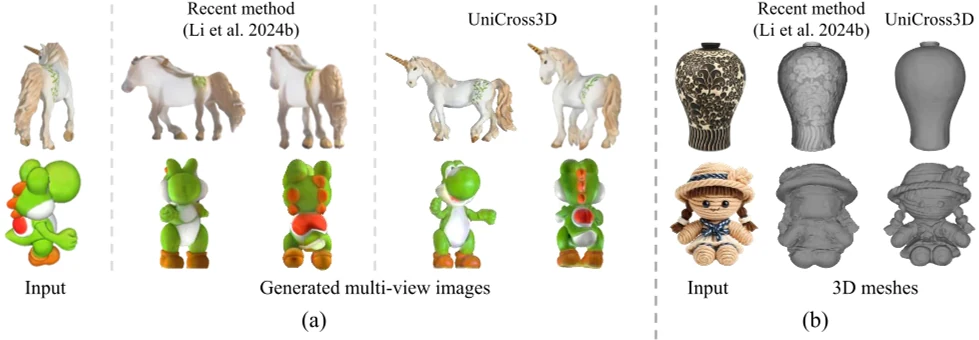 Recent method
(Li et al. 2024b)
UniCross3D
Recent method
(Li et al. 2024b)
UniCross3D
Input
Generated multi-view images
Input
3D meshes
(a)
(b)